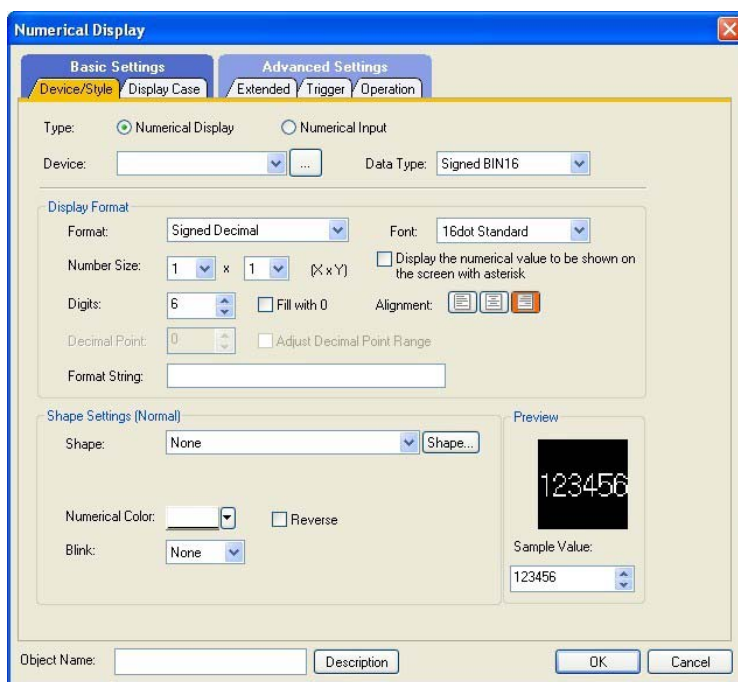 Numerical Display
Basic Settings Advanced Settings
Device/Style Display Case Extended Trigger Operation
Type: Numerical Display Numerical Input
Device: ... Data Type: Signed BIN16
Display Format
Format: Signed Decimal Font: 16dot Standard
Number Size: 1 x 1 (X x Y) Display the numerical value to be shown on
the screen with asterisk
Digits: 6 Fill with 0 Alignment:
Decimal Point: 0 Adjust Decimal Point Range
Format String:
Shape Settings (Normal) Preview
Shape: None Shape...
123456
Numerical Color: Reverse
Blink: None Sample Value:
123456
Object Name: Description OK Cancel